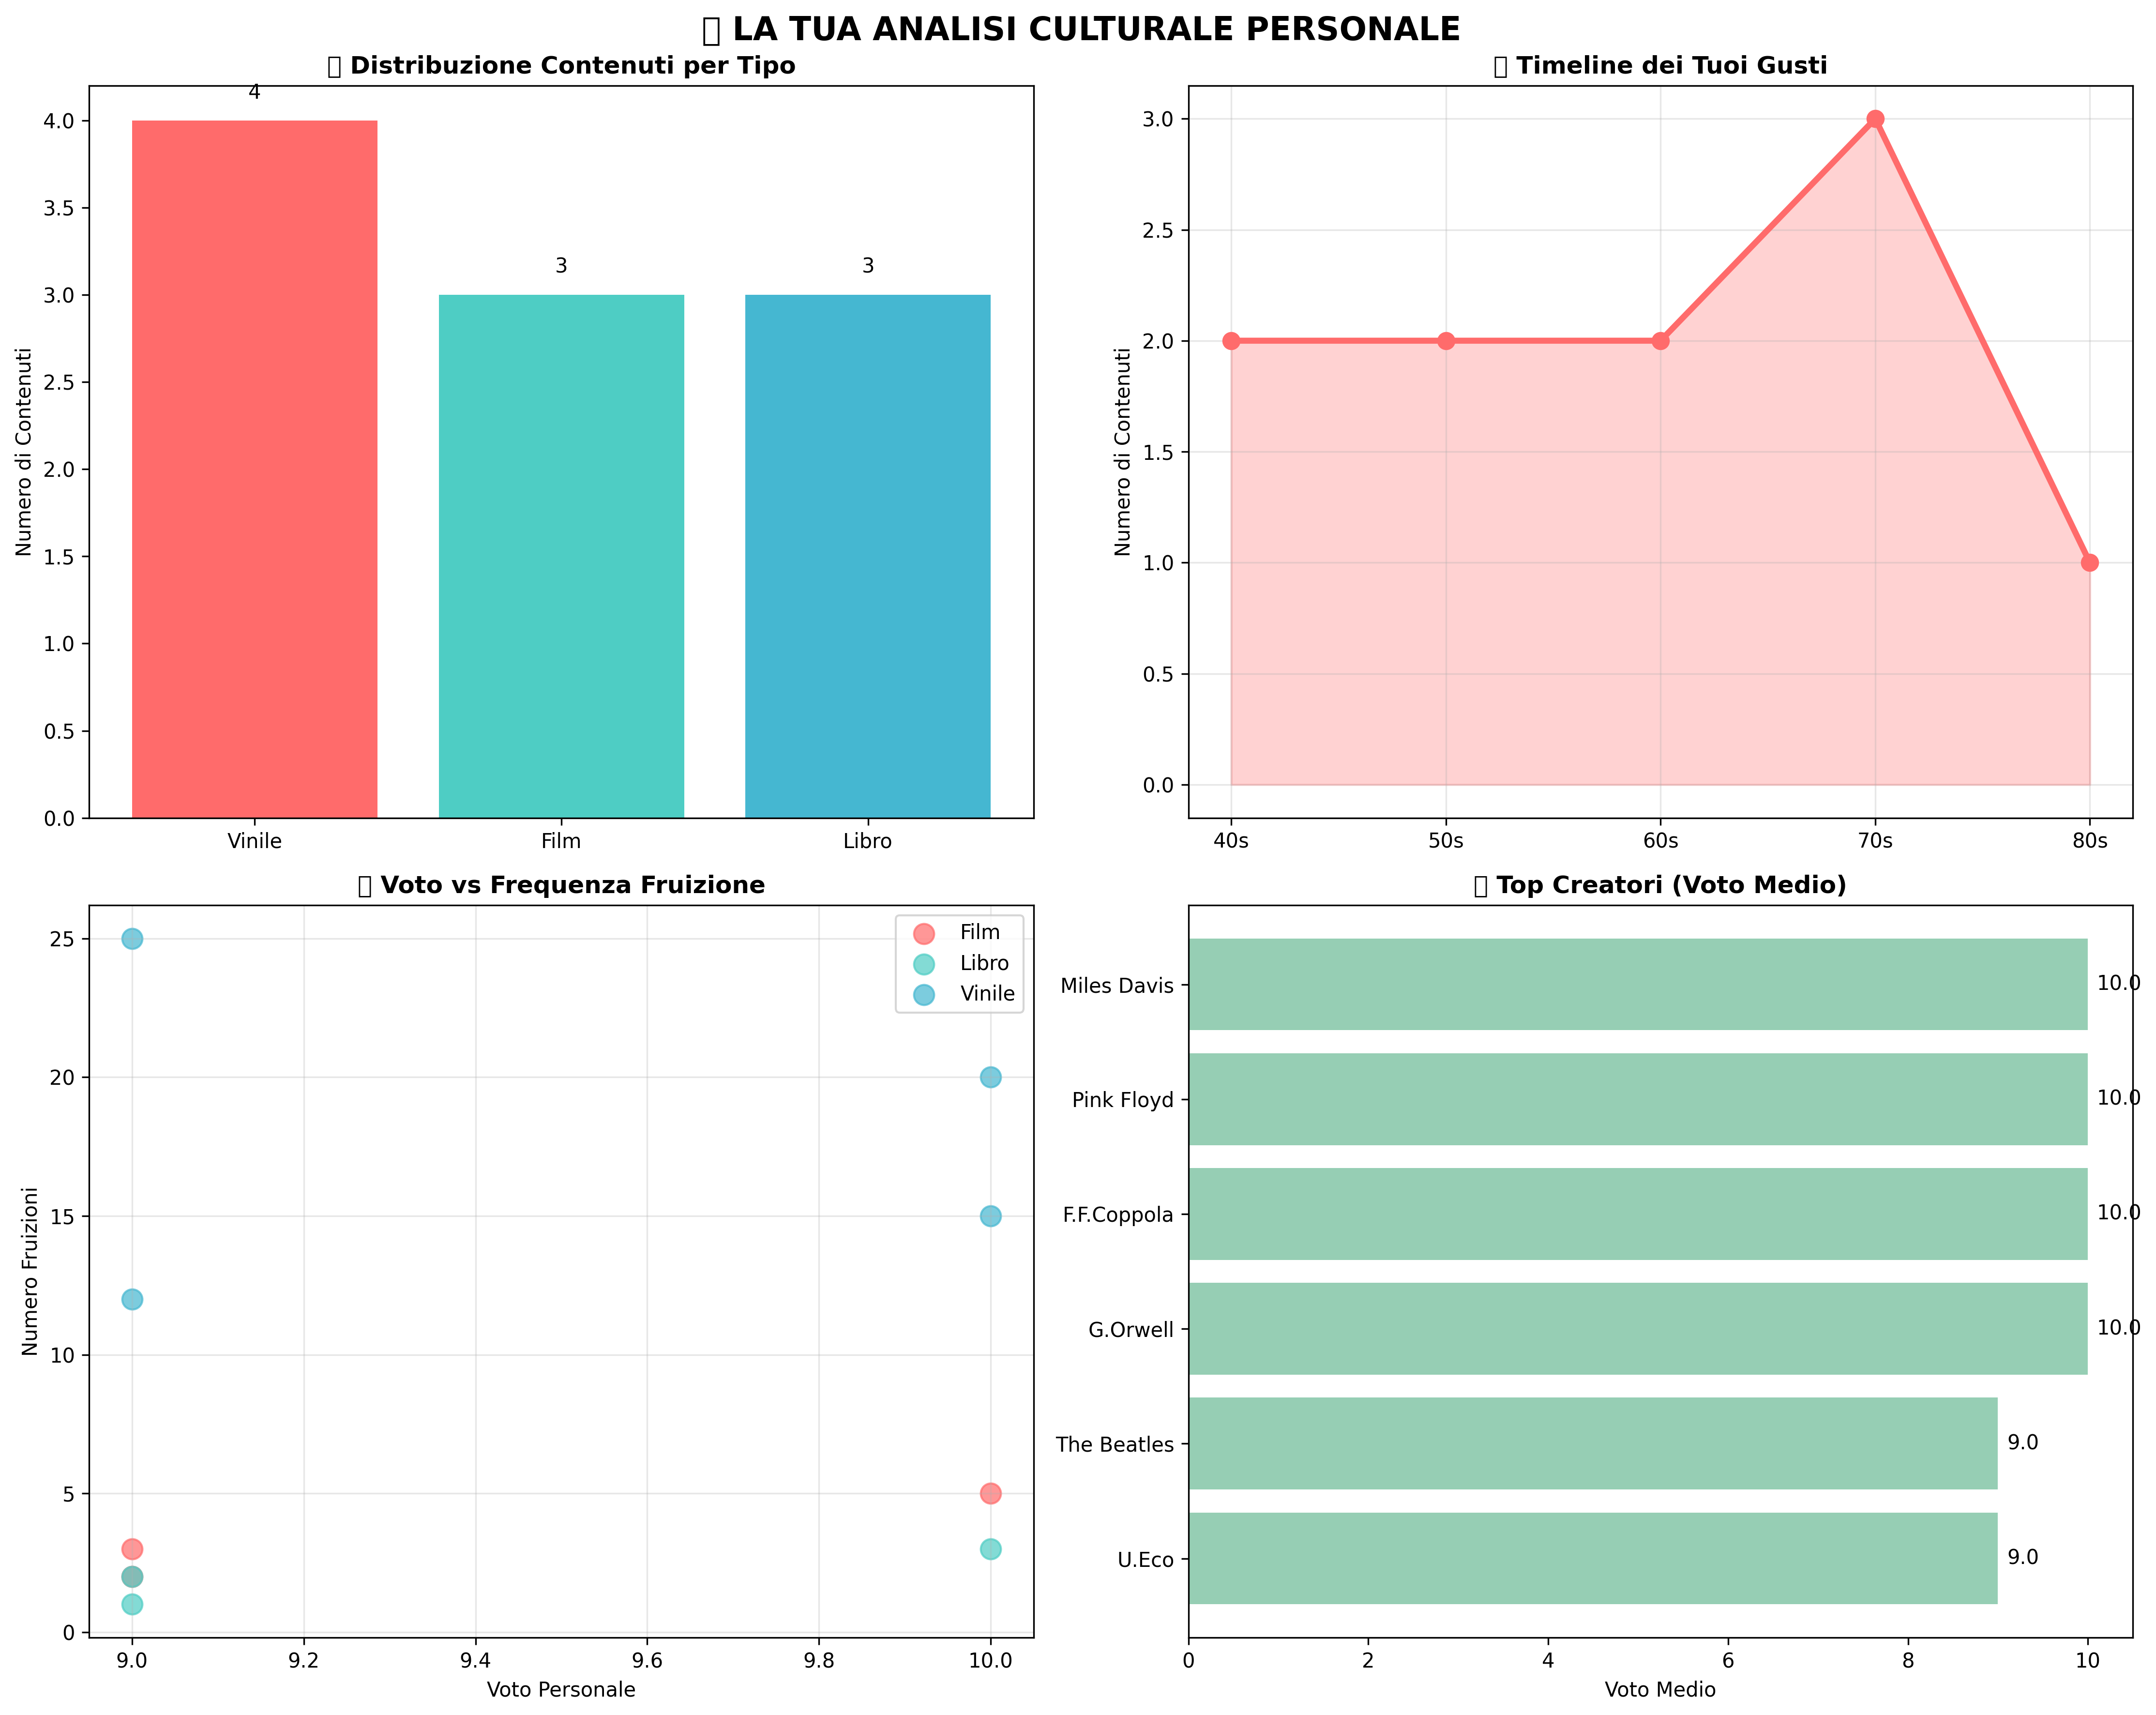 LA TUA ANALISI CULTURALE PERSONALE
Distribuzione Contenuti per Tipo
4
4.0
3.5
3
3
3.0
2.5
2.0
1.5
1.0
0.5
0.0
Numero di Contenuti
Vinile Film Libro
Timeline dei Tuoi Gusti
3.0
2.5
2.0
1.5
1.0
0.5
0.0
Numero di Contenuti
40s 50s 60s 70s 80s
Voto vs Frequenza Fruizione
Film
Libro
Vinile
25
20
15
10
5
0
Numero Fruizioni
9.0 9.2 9.4 9.6 9.8 10.0
Voto Personale
Top Creatori (Voto Medio)
Miles Davis 10.0
Pink Floyd 10.0
F.F.Coppola 10.0
G.Orwell 10.0
The Beatles 9.0
U.Eco 9.0
0 2 4 6 8 10
Voto Medio